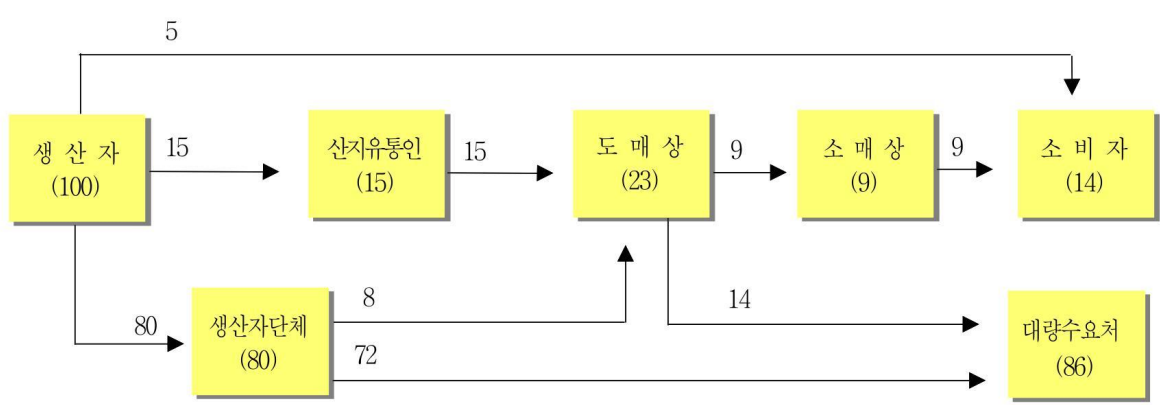 5
생 산 자
(100)
15
산지유통인
(15)
15
도 매 상
(23)
9
소 매 상
(9)
9
소 비 자
(14)
80
생산자단체
(80)
8
72
14
대량수요처
(86)